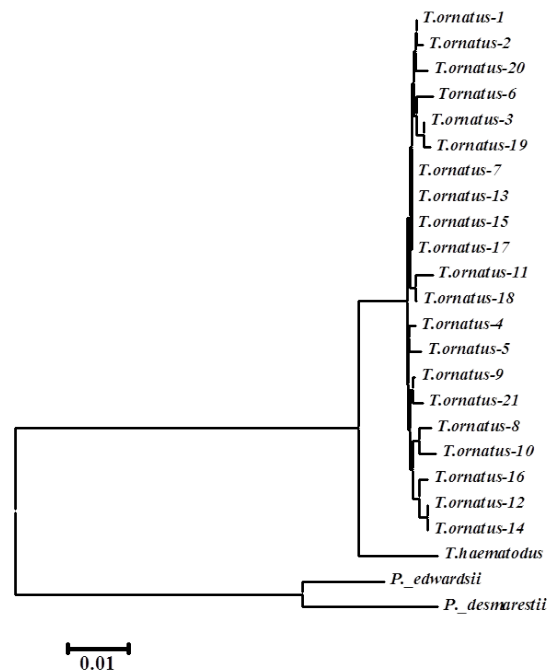 T.ornatus-1
T.ornatus-2
T.ornatus-20
Tornatus-6
T.ornatus-3
T.ornatus-19
T.ornatus-7
T.ornatus-13
T.ornatus-15
T.ornatus-17
T.ornatus-11
T.ornatus-18
T.ornatus-4
T.ornatus-5
T.ornatus-9
T.ornatus-21
T.ornatus-8
T.ornatus-10
T.ornatus-16
T.ornatus-12
T.ornatus-14
T.haematodus
P._edwardsii
P._desmarestii
0.01